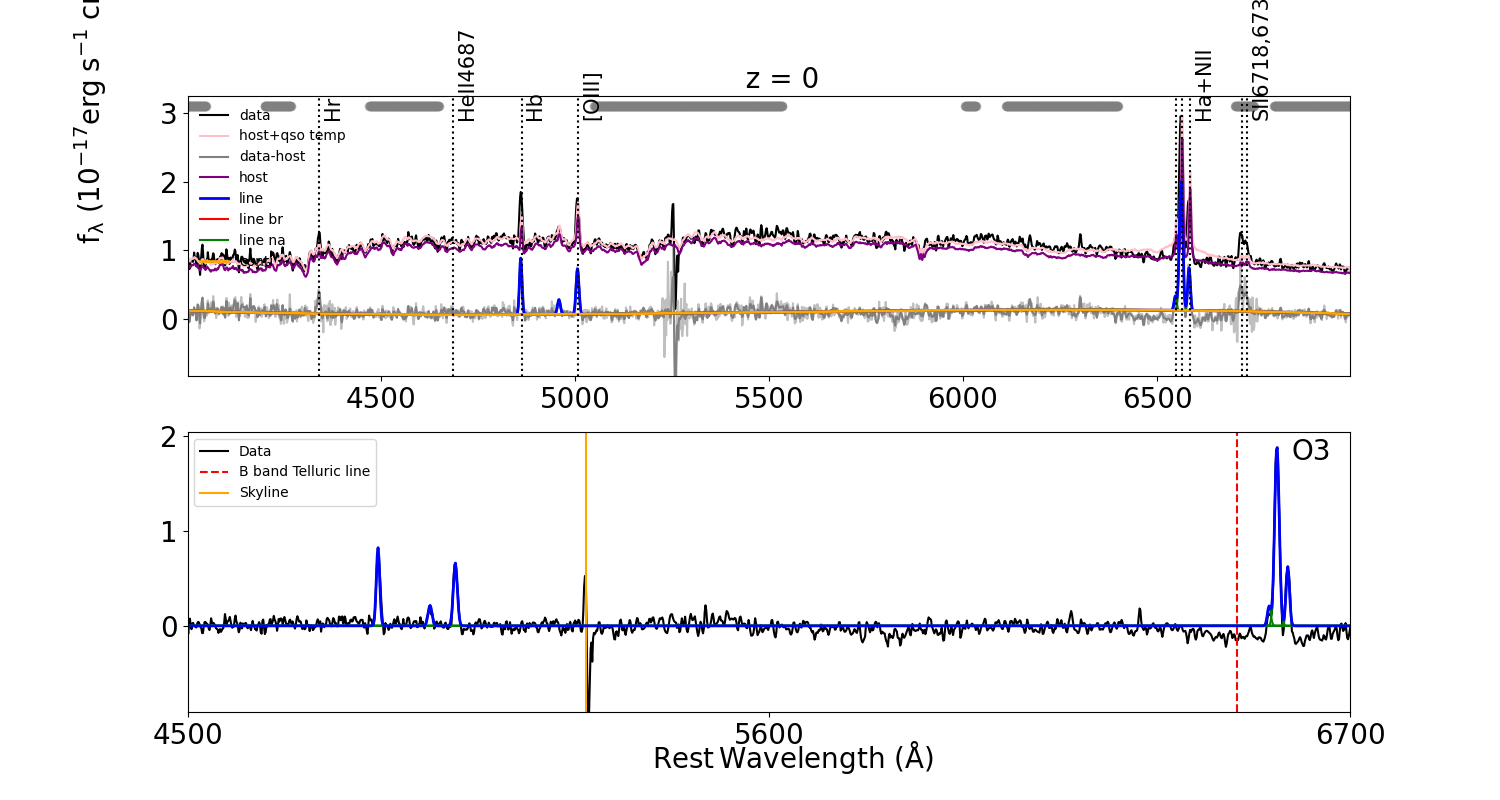 f_λ (10^−17 erg s^−1 c
Hr
HeII4687
Hb
[OIII]
Ha+NII
SII6718,673
z = 0
3
2
1
0
data
host+qso temp
data-host
host
line
line br
line na
4500
5000
5500
6000
6500
2
1
0
Data
B band Telluric line
Skyline
O3
4500
5600
6700
Rest Wavelength (Å)